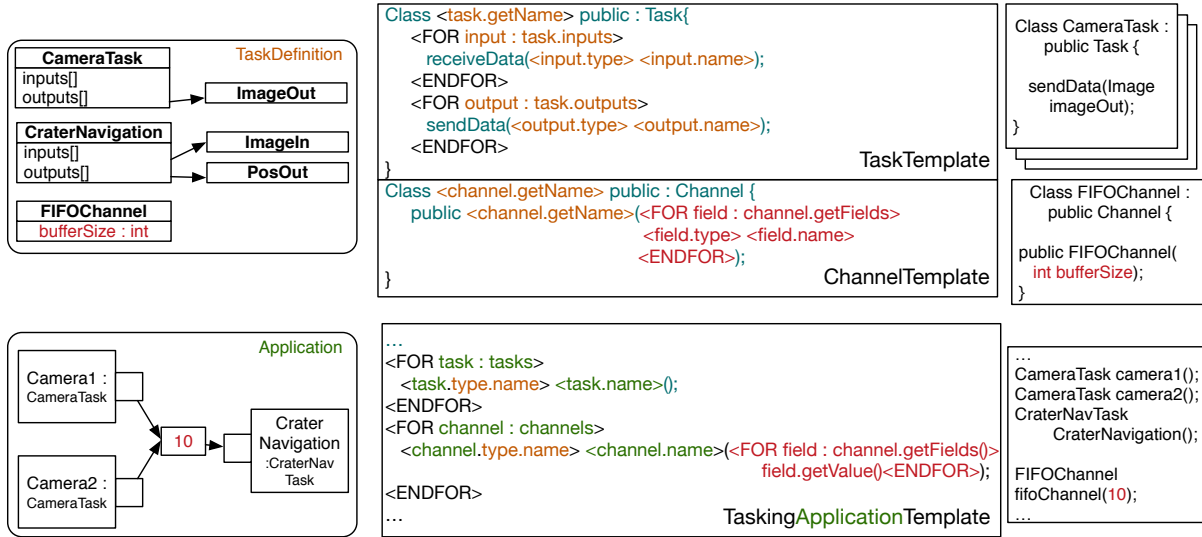 TaskDefinition
CameraTask
inputs[]
outputs[]
ImageOut
CraterNavigation
inputs[]
outputs[]
ImageIn
PosOut
FIFOChannel
bufferSize : int
Class <task.getName> public : Task{
<FOR input : task.inputs>
receiveData(<input.type> <input.name>);
<ENDFOR>
<FOR output : task.outputs>
sendData(<output.type> <output.name>);
<ENDFOR>
}
TaskTemplate
Class <channel.getName> public : Channel {
public <channel.getName>(<FOR field : channel.getFields>
<field.type> <field.name>
<ENDFOR>);
}
ChannelTemplate
Class CameraTask :
public Task {
sendData(Image
imageOut);
}
Class FIFOChannel :
public Channel {
public FIFOChannel(
int bufferSize);
}
Application
Camera1 :
CameraTask
Camera2 :
CameraTask
10
Crater
Navigation
:CraterNav
Task
...
<FOR task : tasks>
<task.type.name> <task.name>();
<ENDFOR>
<FOR channel : channels>
<channel.type.name> <channel.name>(<FOR field : channel.getFields()>
field.getValue()<ENDFOR>);
<ENDFOR>
...
TaskingApplicationTemplate
...
CameraTask camera1();
CameraTask camera2();
CraterNavTask
CraterNavigation();
FIFOChannel
fifoChannel(10);
...